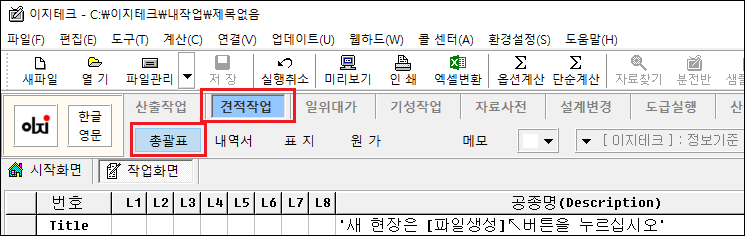 이지테크 - C:₩이지테크₩내작업₩제목없음
파일(F) 편집(E) 도구(T) 계산(C) 연결(V) 업데이트(U) 웹하드(W) 콜 센터(A) 환경설정(S) 도움말(H)
새파일 열 기 파일관리 저 장 실행취소 미리보기 인 쇄 엑셀변환 옵션계산 단순계산 자료찾기 분전반 샘플
산출작업 견적작업 일위대가 기성작업 자료사전 설계변경 도급실행 산
한글
영문
총괄표 내역서 표 지 원 가 메모 [ 이지테크 ] : 정보기준
시작화면 작업화면
번호 L1 L2 L3 L4 L5 L6 L7 L8 공종명(Description)
Title '새 현장은 [파일생성]↖버튼을 누르십시오'